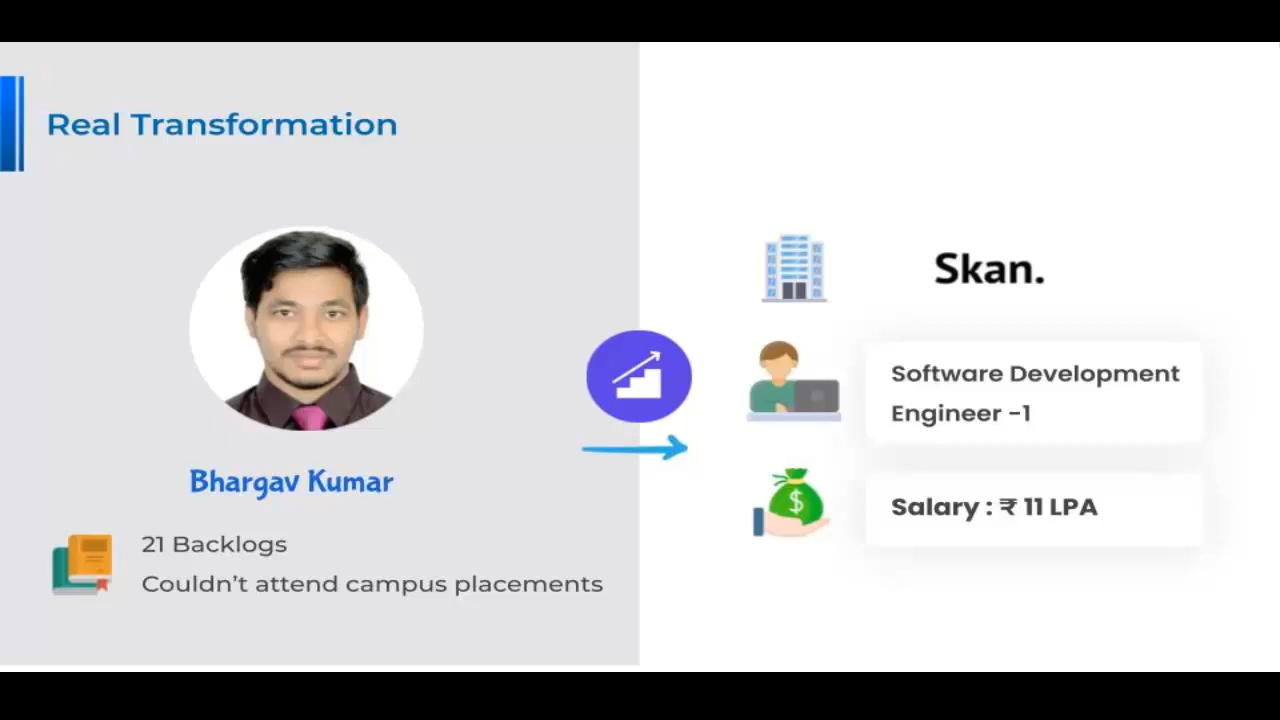 Real Transformation
Bhargav Kumar
21 Backlogs
Couldn't attend campus placements
Skan.
Software Development
Engineer -1
Salary : ₹ 11 LPA